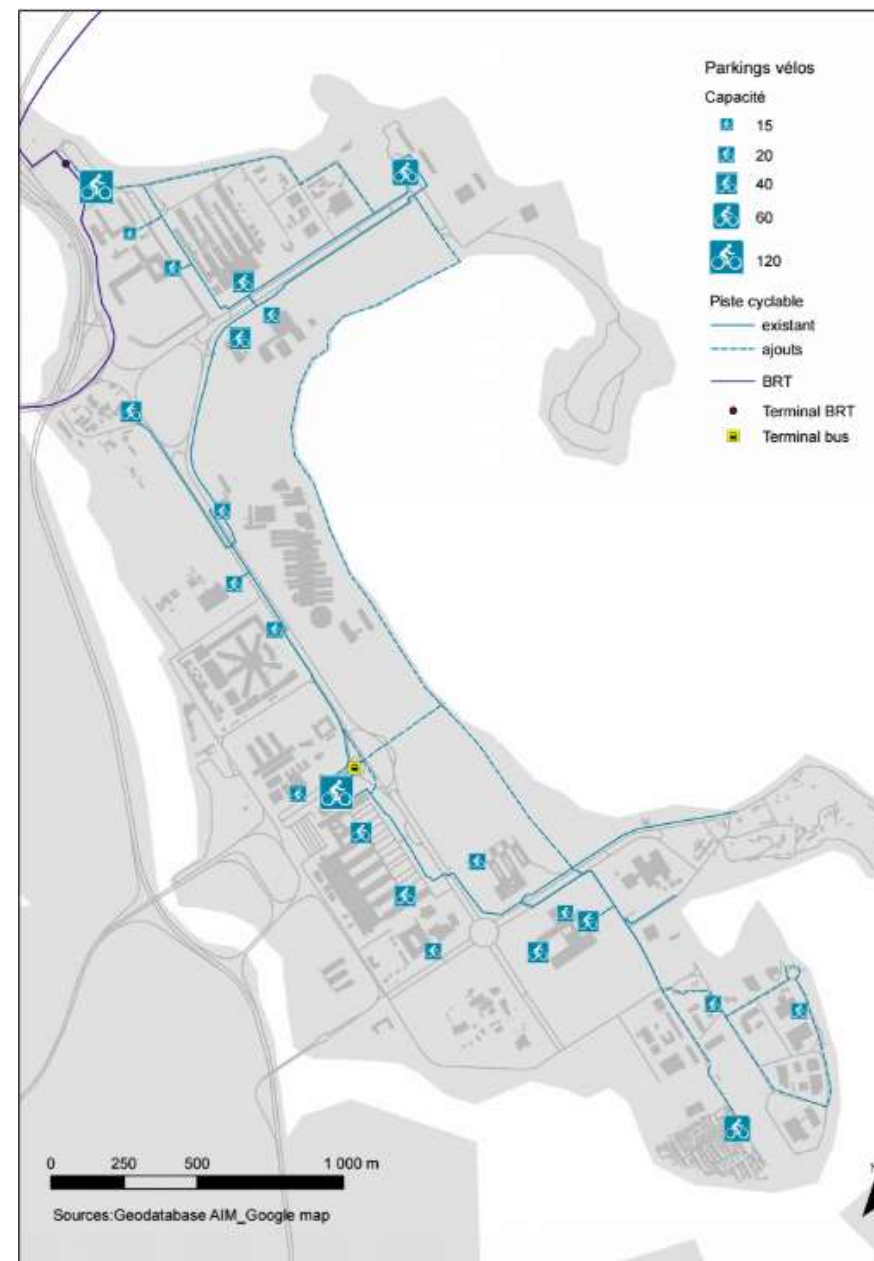 Parkings vélos
Capacité
15
20
40
60
120
Piste cyclable
existant
ajouts
BRT
Terminal BRT
Terminal bus
0 250 500 1 000 m
Sources:Geodatabase AIM_Google map
N